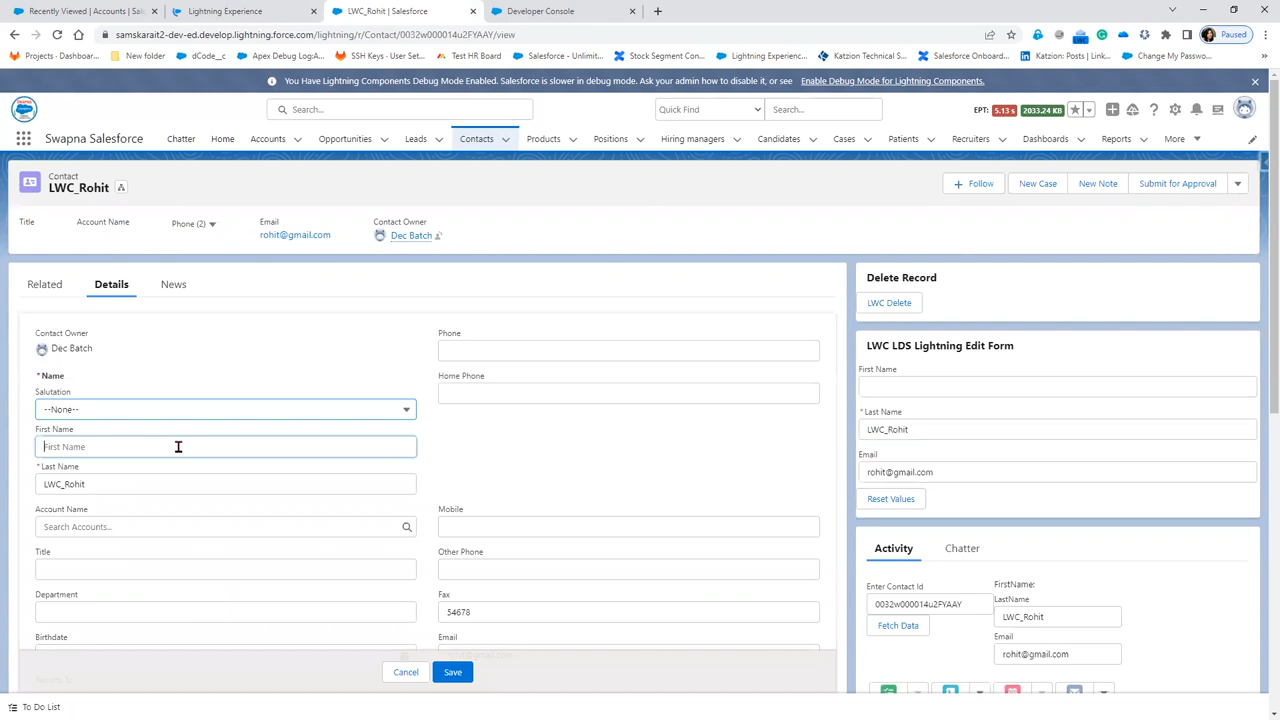 Recently Viewed | Accounts | Sa
Lightning Experience
LWC_Rohit | Salesforce
Developer Console
samskarait2-dev-ed.develop.lightning.force.com/lightning/r/Contact/0032w000014u2FYAAY/view
Paused
Projects · Dashboar...
New folder
dCode__c
Apex Debug Logs...
SSH Keys · User Set...
Test HR Board
Salesforce - Unlimit...
Stock Segment Con...
Lightning Experienc...
Katzion Technical S...
Salesforce Onboard...
Katzion: Posts | Link...
Change My Passwo...
You Have Lightning Components Debug Mode Enabled. Salesforce is slower in debug mode. Ask your admin how to disable it, or see Enable Debug Mode for Lightning Components.
Search...
Quick Find
Search...
EPT: 5.13 s 2033.24 KB
Swapna Salesforce
Chatter
Home
Accounts
Opportunities
Leads
Contacts
Products
Positions
Hiring managers
Candidates
Cases
Patients
Recruiters
Dashboards
Reports
More
Contact
LWC_Rohit
Follow
New Case
New Note
Submit for Approval
Title
Account Name
Phone (2)
Email
rohit@gmail.com
Contact Owner
Dec Batch
Related
Details
News
Contact Owner
Dec Batch
* Name
Salutation
--None--
First Name
First Name
* Last Name
LWC_Rohit
Account Name
Search Accounts..
Title
Department
Birthdate
Phone
Home Phone
Mobile
Other Phone
Fax
54678
Email
Cancel
Save
Delete Record
LWC Delete
LWC LDS Lightning Edit Form
First Name
* Last Name
LWC_Rohit
Email
rohit@gmail.com
Reset Values
Activity
Chatter
Enter Contact Id
0032w000014u2FYAAY
Fetch Data
FirstName:
LastName
LWC_Rohit
Email
rohit@gmail.com
To Do List